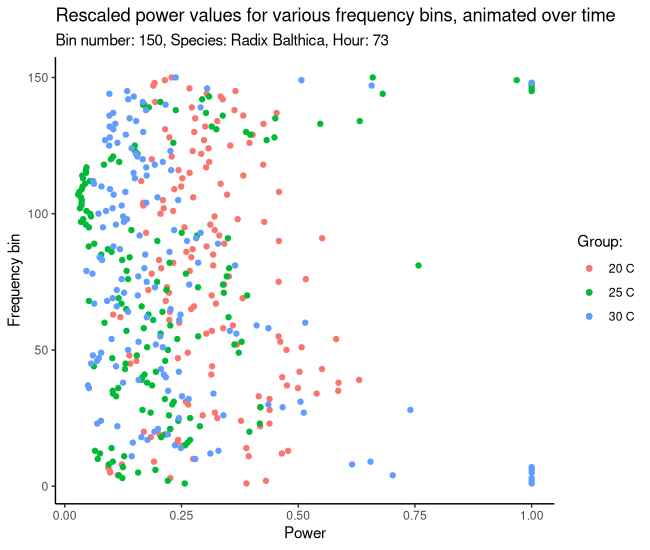 Rescaled power values for various frequency bins, animated over time
Bin number: 150, Species: Radix Balthica, Hour: 73
150
100
50
0
Frequency bin
0.00 0.25 0.50 0.75 1.00
Power
Group:
20 C
25 C
30 C